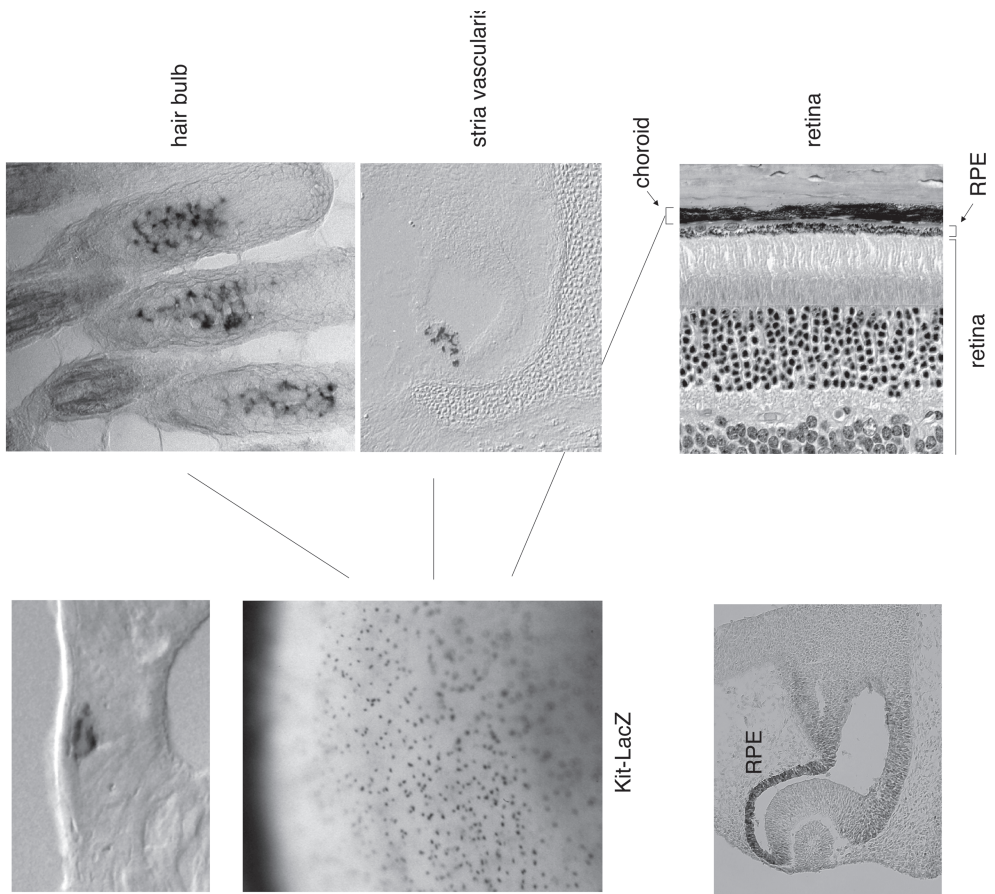 hair bulb
stria vascularis
choroid
retina
RPE
retina
Kit-LacZ
RPE